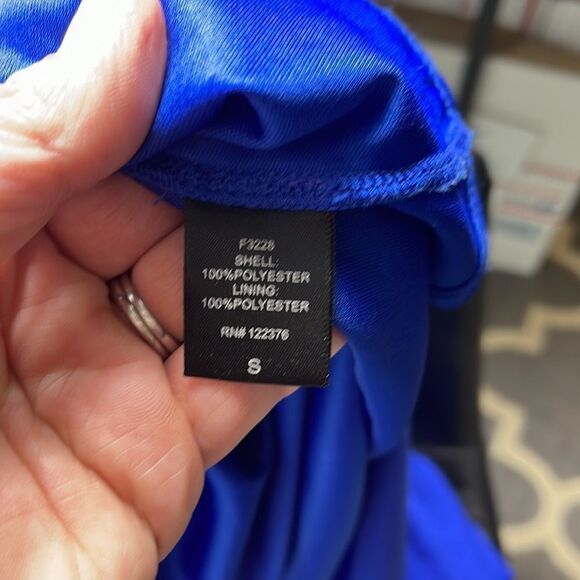 F3228
SHELL:
100%POLYESTER
LINING:
100%POLYESTER
RN# 122376
S